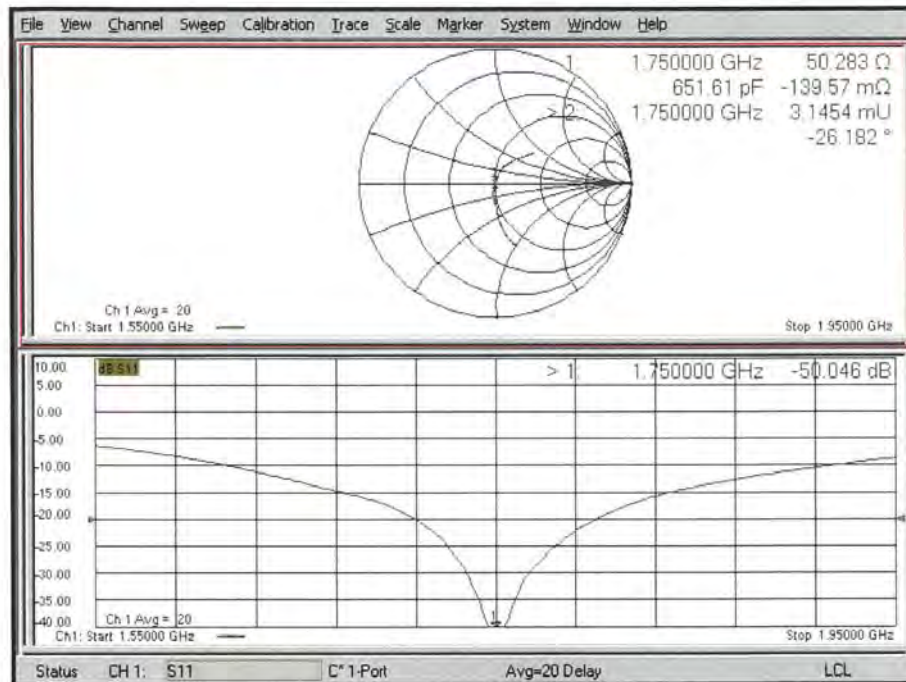 File View Channel Sweep Calibration Trace Scale Marker System Window Help
1: 1.750000 GHz 50.283 Ω
651.61 pF -139.57 mΩ
> 2: 1.750000 GHz 3.1454 mU
-26.182 °
Ch 1 Avg = 20
Ch1: Start 1.55000 GHz Stop 1.95000 GHz
10.00 dB S11 > 1: 1.750000 GHz -50.046 dB
5.00
0.00
-5.00
-10.00
-15.00
-20.00
-25.00
-30.00
-35.00
-40.00 1
Ch 1 Avg = 20
Ch1: Start 1.55000 GHz Stop 1.95000 GHz
Status CH 1: S11 C* 1-Port Avg=20 Delay LCL